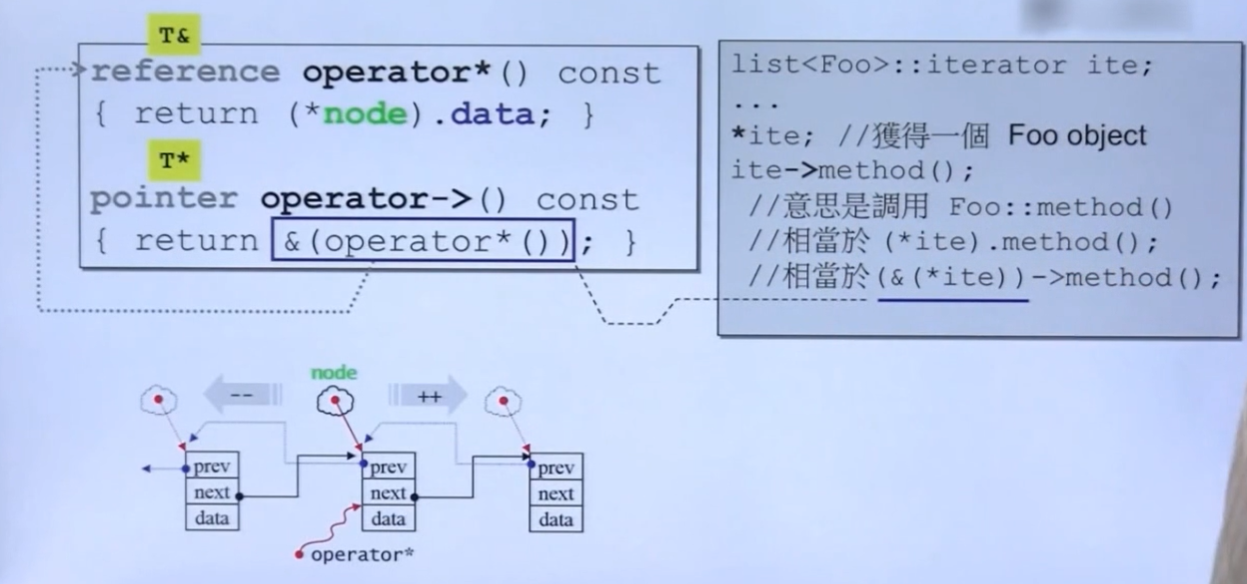 T&
reference operator*() const
{ return (*node).data; }
T*
pointer operator->() const
{ return &(operator*()); }
list<Foo>::iterator ite;
...
*ite; //獲得一個 Foo object
ite->method();
//意思是調用 Foo::method()
//相當於 (*ite).method();
//相當於(&(*ite))->method();
node
-- ++
prev prev prev
next next next
data data data
operator*